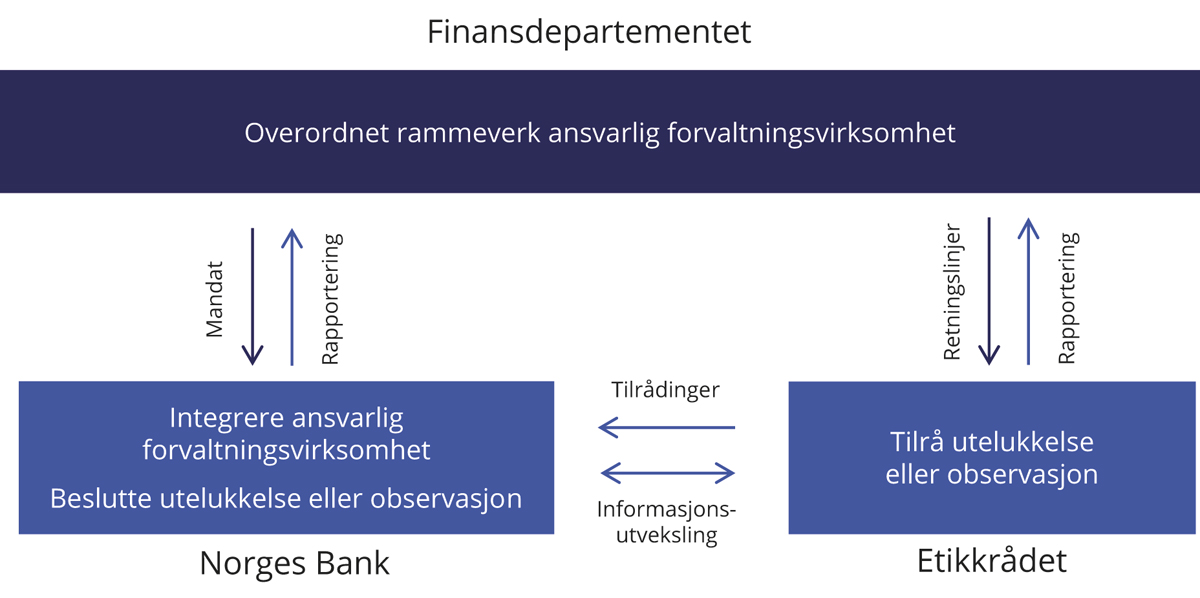 Finansdepartementet
Overordnet rammeverk ansvarlig forvaltningsvirksomhet
Mandat
Rapportering
Retningslinjer
Rapportering
Integrere ansvarlig
forvaltningsvirksomhet
Beslutte utelukkelse eller observasjon
Tilrådinger
Informasjons-
utveksling
Tilrå utelukkelse
eller observasjon
Norges Bank
Etikkrådet